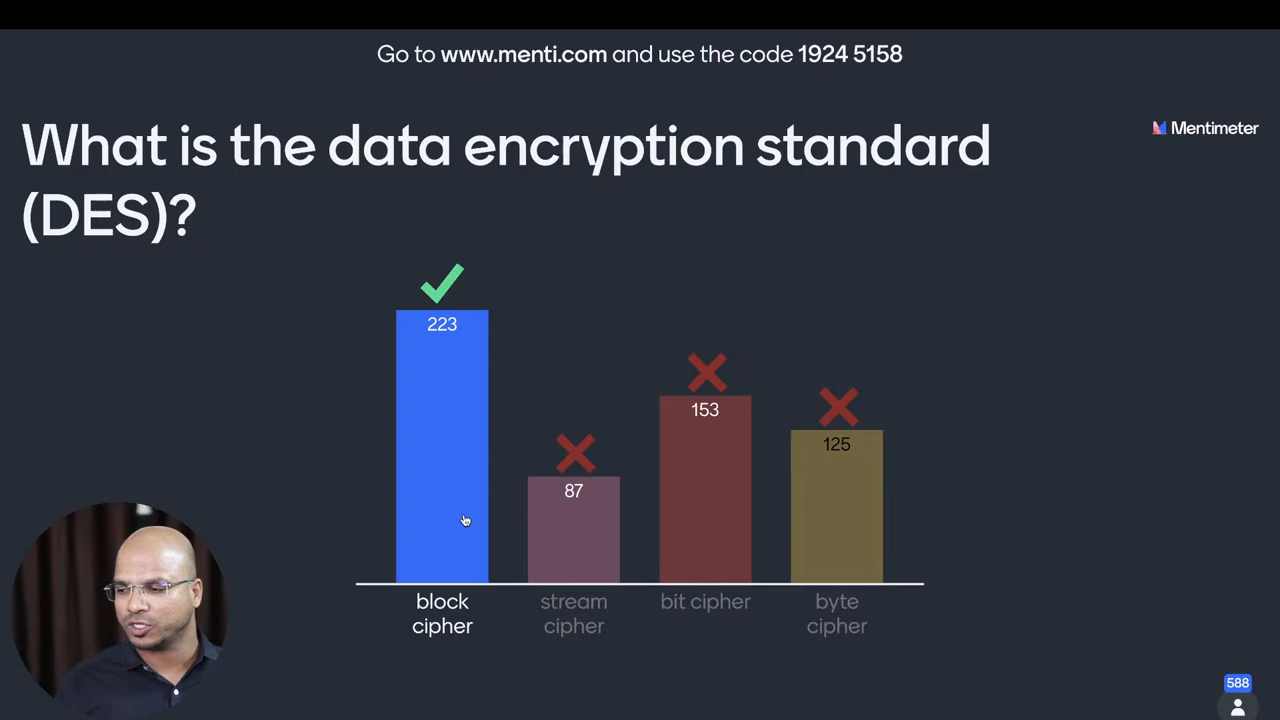 Go to www.menti.com and use the code 1924 5158
Mentimeter
What is the data encryption standard
(DES)?
223
87
153
125
block
cipher
stream
cipher
bit cipher
byte
cipher
588